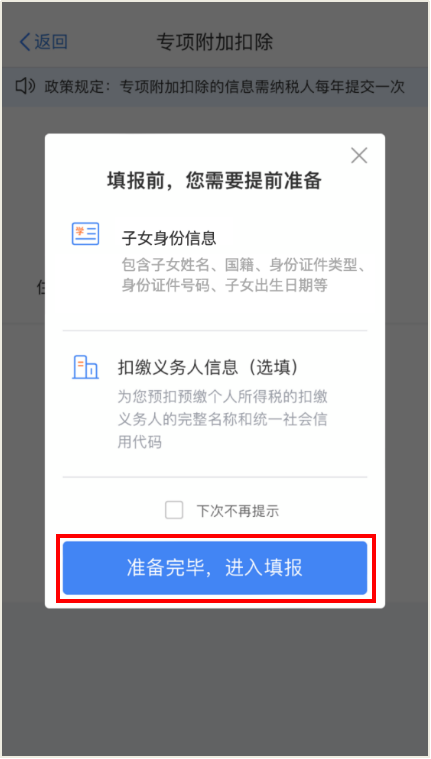 返回
专项附加扣除
政策规定：专项附加扣除的信息需纳税人每年提交一次
填报前，您需要提前准备
子女身份信息
包含子女姓名、国籍、身份证件类型、
身份证件号码、子女出生日期等
住
扣缴义务人信息（选填）
为您预扣预缴个人所得税的扣缴
义务人的完整名称和统一社会信
用代码
下次不再提示
准备完毕，进入填报